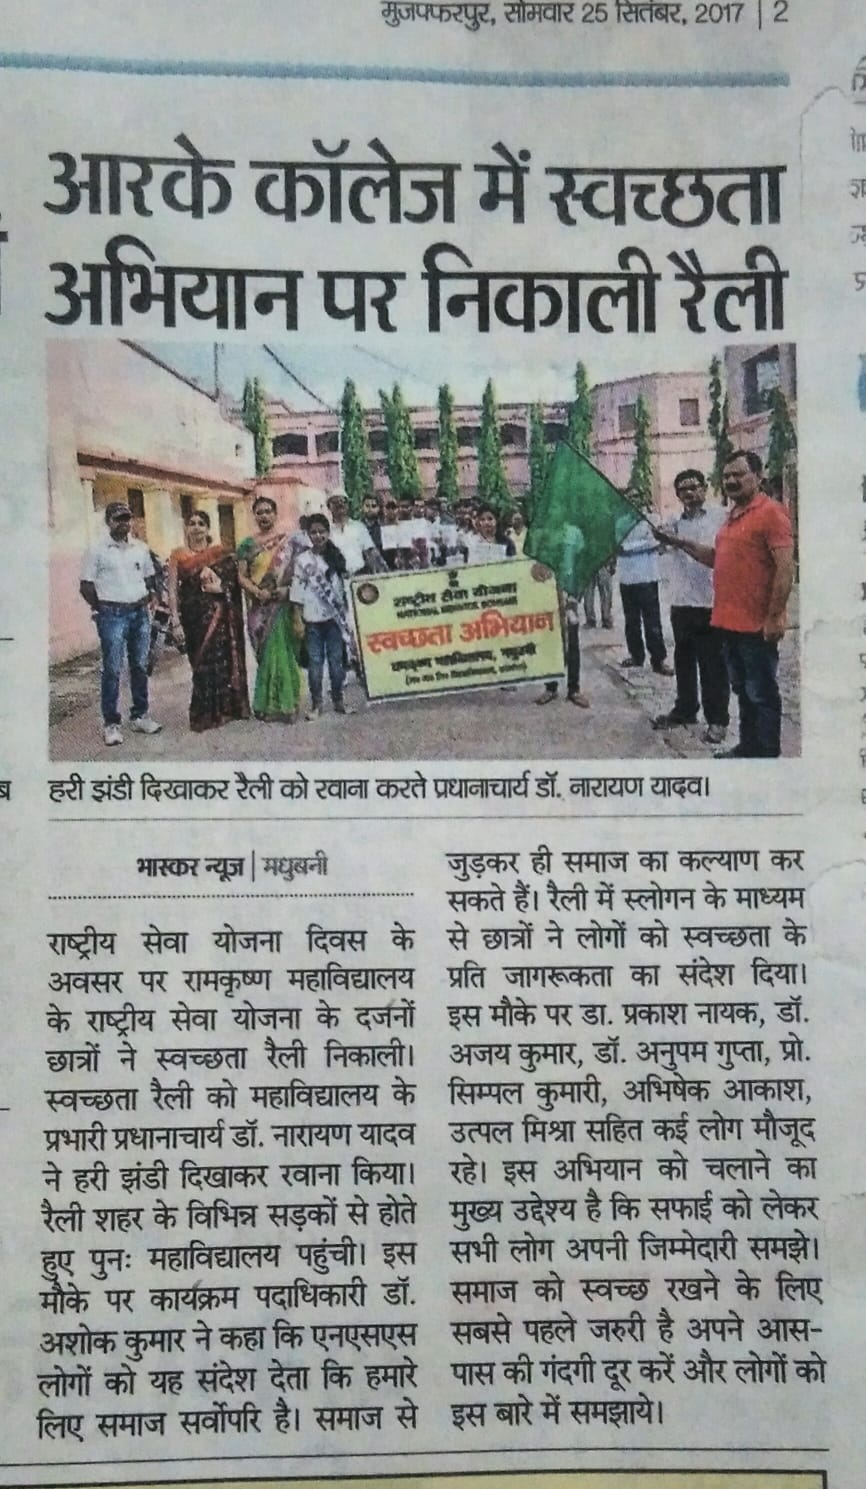 मुजफ्फरपुर, सोमवार 25 सितंबर, 2017 | 2
आरके कॉलेज में स्वच्छता
अभियान पर निकाली रैली
राष्ट्रीय सेवा योजना
NATIONAL SERVICE SCHEME
स्वच्छता अभियान
रामकृष्ण महाविद्यालय, मधुबनी
हरी झंडी दिखाकर रैली को रवाना करते प्रधानाचार्य डॉ. नारायण यादव।
भास्कर न्यूज | मधुबनी
राष्ट्रीय सेवा योजना दिवस के
अवसर पर रामकृष्ण महाविद्यालय
के राष्ट्रीय सेवा योजना के दर्जनों
छात्रों ने स्वच्छता रैली निकाली।
स्वच्छता रैली को महाविद्यालय के
प्रभारी प्रधानाचार्य डॉ. नारायण यादव
ने हरी झंडी दिखाकर रवाना किया।
रैली शहर के विभिन्न सड़कों से होते
हुए पुनः महाविद्यालय पहुंची। इस
मौके पर कार्यक्रम पदाधिकारी डॉ.
अशोक कुमार ने कहा कि एनएसएस
लोगों को यह संदेश देता कि हमारे
लिए समाज सर्वोपरि है। समाज से
जुड़कर ही समाज का कल्याण कर
सकते हैं। रैली में स्लोगन के माध्यम
से छात्रों ने लोगों को स्वच्छता के
प्रति जागरूकता का संदेश दिया।
इस मौके पर डा. प्रकाश नायक, डॉ.
अजय कुमार, डॉ. अनुपम गुप्ता, प्रो.
सिम्पल कुमारी, अभिषेक आकाश,
उत्पल मिश्रा सहित कई लोग मौजूद
रहे। इस अभियान को चलाने का
मुख्य उद्देश्य है कि सफाई को लेकर
सभी लोग अपनी जिम्मेदारी समझे।
समाज को स्वच्छ रखने के लिए
सबसे पहले जरुरी है अपने आस-
पास की गंदगी दूर करें और लोगों को
इस बारे में समझाये।